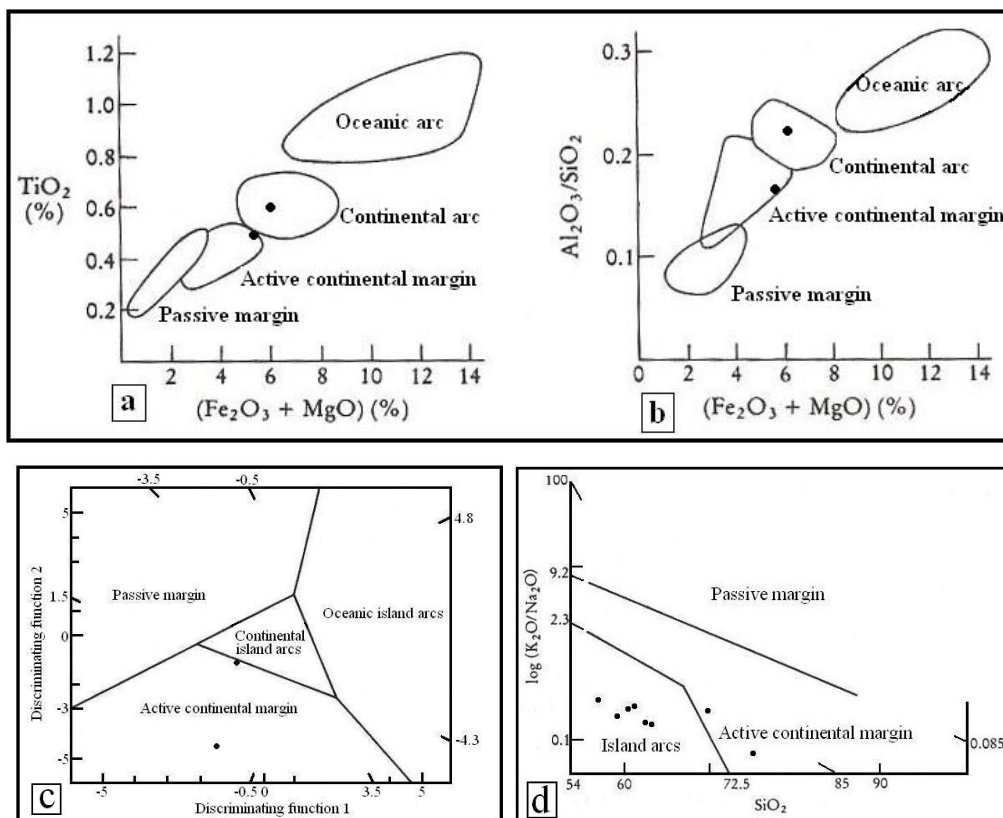 1.2
1.0
0.8
0.6
0.4
0.2
TiO2
(%)
Oceanic arc
Continental arc
Active continental margin
Passive margin
2 4 6 8 10 12 14
(Fe2O3 + MgO) (%)
a
0.3
0.2
0.1
0
Al2O3/SiO2
Oceanic arc
Continental arc
Active continental margin
Passive margin
0 2 4 6 8 10 12 14
(Fe2O3 + MgO) (%)
b
-3.5 -0.5
4.8
-4.3
5
1.5
0
-3
-5
Discriminating function 2
Passive margin
Oceanic island arcs
Continental
island arcs
Active continental margin
-5 -0.5 0 3.5 5
Discriminating function 1
c
100
9.2
2.3
0.1
log (K2O/Na2O)
Passive margin
Island arcs
Active continental margin
0.085
54 60 72.5 85 90
SiO2
d